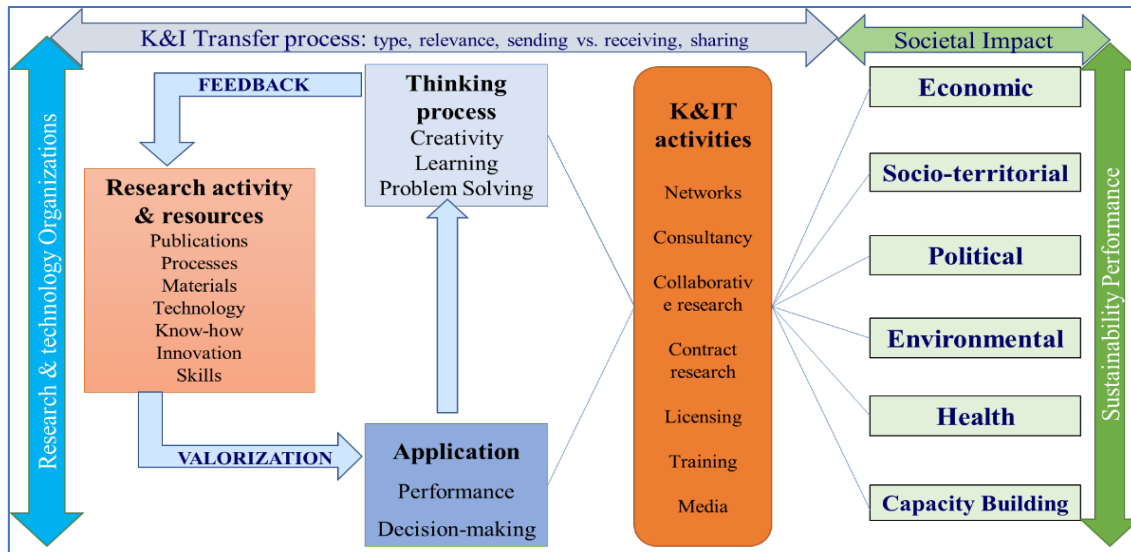 K&I Transfer process: type, relevance, sending vs. receiving, sharing
Societal Impact
Research & technology Organizations
FEEDBACK
Thinking
process
Creativity
Learning
Problem Solving
Research activity
& resources
Publications
Processes
Materials
Technology
Know-how
Innovation
Skills
VALORIZATION
Application
Performance
Decision-making
K&IT
activities
Networks
Consultancy
Collaborativ
e research
Contract
research
Licensing
Training
Media
Economic
Socio-territorial
Political
Environmental
Health
Capacity Building
Sustainability Performance